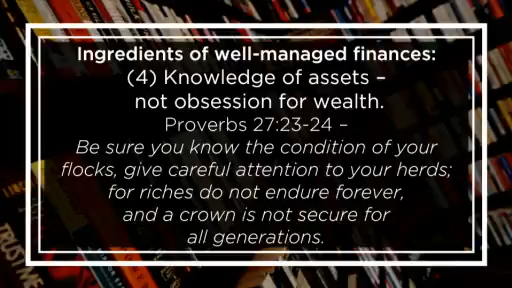 Ingredients of well-managed finances:
(4) Knowledge of assets –
not obsession for wealth.
Proverbs 27:23-24 –
Be sure you know the condition of your
flocks, give careful attention to your herds;
for riches do not endure forever,
and a crown is not secure for
all generations.
TRUST ME